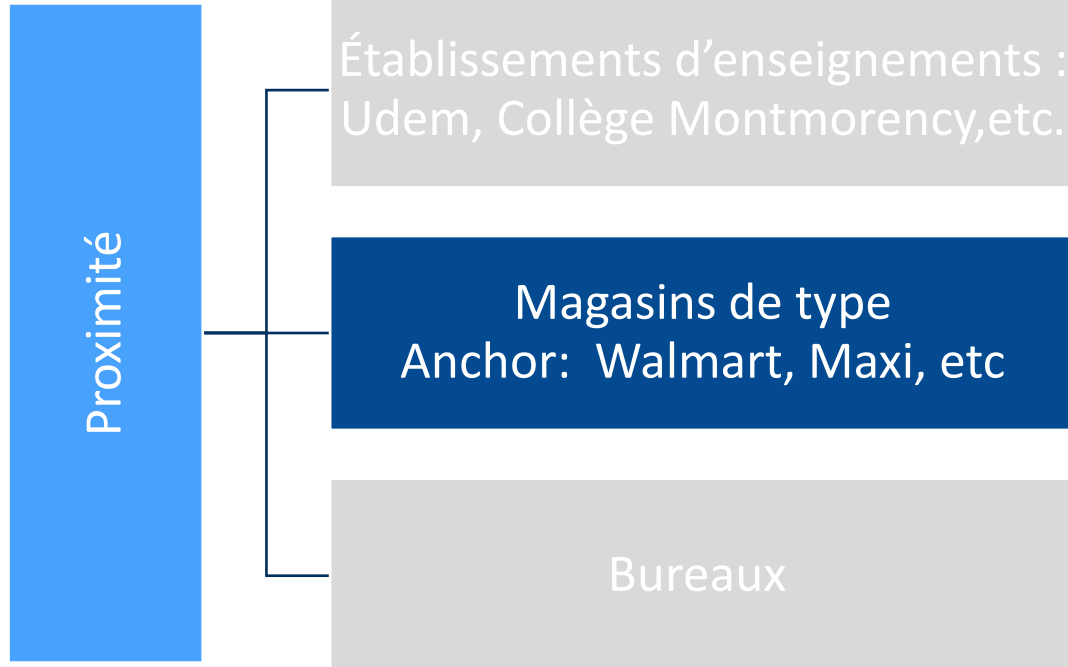 Proximité
Établissements d’enseignements :
Udem, Collège Montmorency,etc.
Magasins de type
Anchor:  Walmart, Maxi, etc
Bureaux